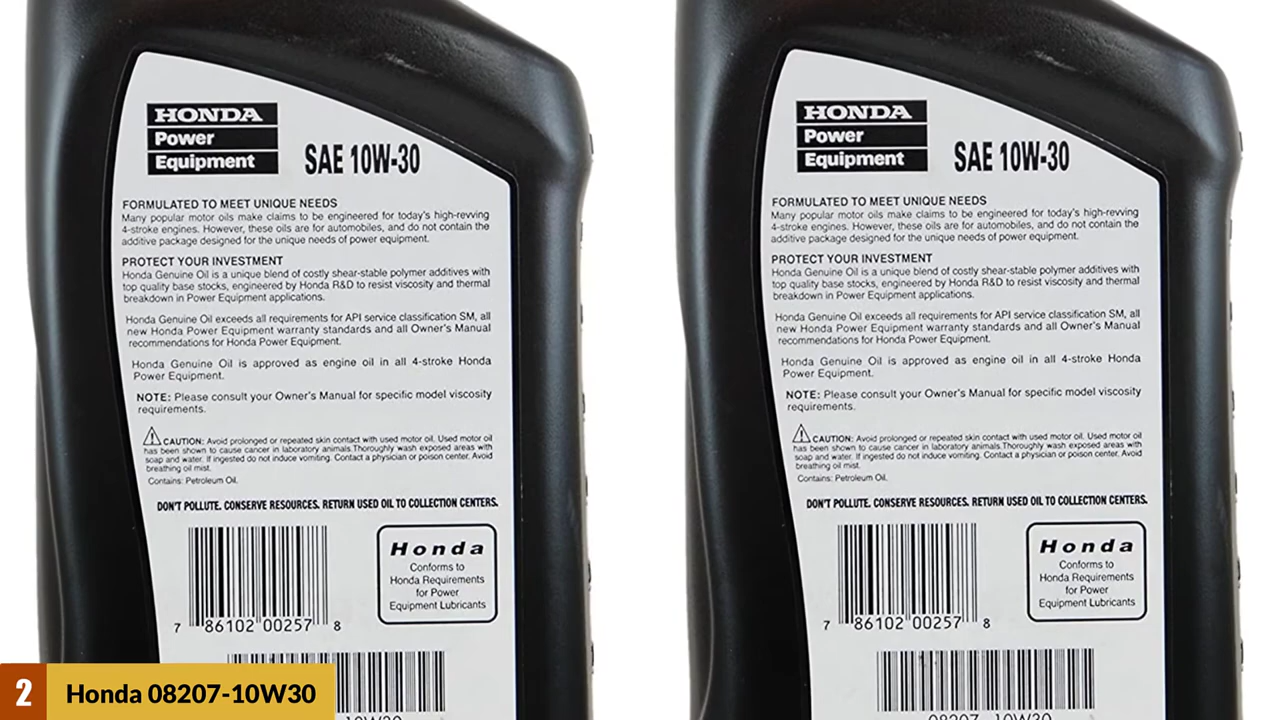 HONDA
Power
Equipment
SAE 10W-30
FORMULATED TO MEET UNIQUE NEEDS
Many popular motor oils make claims to be engineered for today's high-revving
4-stroke engines. However, these oils are for automobiles, and do not contain the
additive package designed for the unique needs of power equipment.
PROTECT YOUR INVESTMENT
Honda Genuine Oil is a unique blend of costly shear-stable polymer additives with
top quality base stocks, engineered by Honda R&D to resist viscosity and thermal
breakdown in Power Equipment applications.
Honda Genuine Oil exceeds all requirements for API service classification SM, all
new Honda Power Equipment warranty standards and all Owner's Manual
recommendations for Honda Power Equipment.
Honda Genuine Oil is approved as engine oil in all 4-stroke Honda
Power Equipment.
NOTE: Please consult your Owner's Manual for specific model viscosity
requirements.
CAUTION: Avoid prolonged or repeated skin contact with used motor oil. Used motor oil
has been shown to cause cancer in laboratory animals.Thoroughly wash exposed areas with
soap and water. If ingested do not induce vomiting. Contact a physician or poison center. Avoid
breathing oil mist.
Contains: Petroleum Oil.
DON'T POLLUTE. CONSERVE RESOURCES. RETURN USED OIL TO COLLECTION CENTERS.
Honda
Conforms to
Honda Requirements
for Power
Equipment Lubricants
7 86102 00257 8
10W30
HONDA
Power
Equipment
SAE 10W-30
FORMULATED TO MEET UNIQUE NEEDS
Many popular motor oils make claims to be engineered for today's high-revving
4-stroke engines. However, these oils are for automobiles, and do not contain the
additive package designed for the unique needs of power equipment.
PROTECT YOUR INVESTMENT
Honda Genuine Oil is a unique blend of costly shear-stable polymer additives with
top quality base stocks, engineered by Honda R&D to resist viscosity and thermal
breakdown in Power Equipment applications.
Honda Genuine Oil exceeds all requirements for API service classification SM, all
new Honda Power Equipment warranty standards and all Owner's Manual
recommendations for Honda Power Equipment.
Honda Genuine Oil is approved as engine oil in all 4-stroke Honda
Power Equipment.
NOTE: Please consult your Owner's Manual for specific model viscosity
requirements.
CAUTION: Avoid prolonged or repeated skin contact with used motor oil. Used motor oil
has been shown to cause cancer in laboratory animals.Thoroughly wash exposed areas with
soap and water. If ingested do not induce vomiting. Contact a physician or poison center. Avoid
breathing oil mist.
Contains: Petroleum Oil.
DON'T POLLUTE. CONSERVE RESOURCES. RETURN USED OIL TO COLLECTION CENTERS.
Honda
Conforms to
Honda Requirements
for Power
Equipment Lubricants
7 86102 00257 8
08207-10W30
2 Honda 08207-10W30